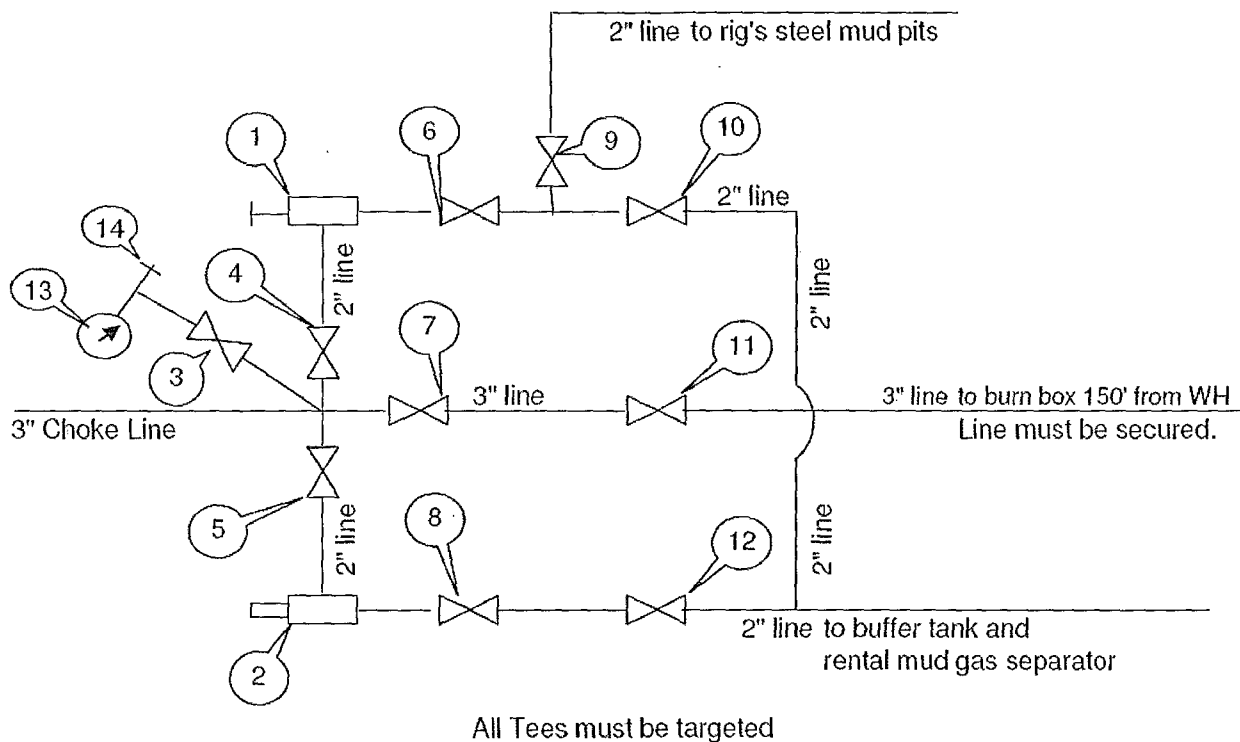 2" line to rig's steel mud pits
1
6
9
10
2" line
14
4
2" line
2" line
13
7
3
3" line
11
3" line to burn box 150' from WH
3" Choke Line
Line must be secured.
5
8
12
2" line
2" line
2" line to buffer tank and
rental mud gas separator
2
All Tees must be targeted